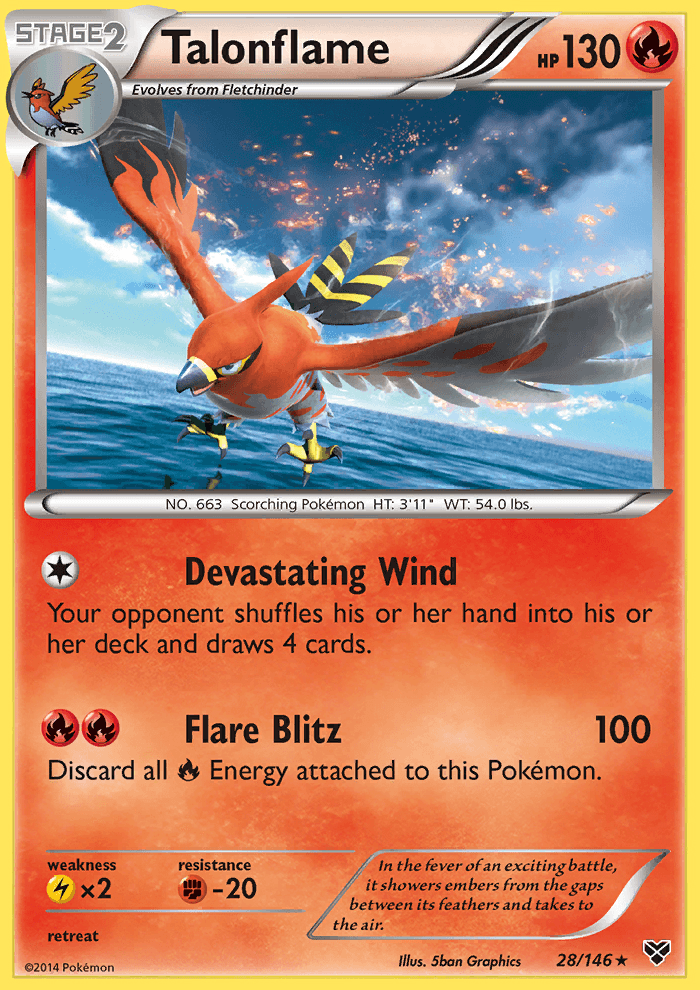 STAGE2
Talonflame
HP130
Evolves from Fletchinder
NO. 663 Scorching Pokémon HT: 3'11" WT: 54.0 lbs.
Devastating Wind
Your opponent shuffles his or her hand into his or
her deck and draws 4 cards.
Flare Blitz 100
Discard all Energy attached to this Pokémon.
weakness resistance
×2 -20
retreat
In the fever of an exciting battle,
it showers embers from the gaps
between its feathers and takes to
the air.
©2014 Pokémon
Illus. 5ban Graphics 28/146 ★